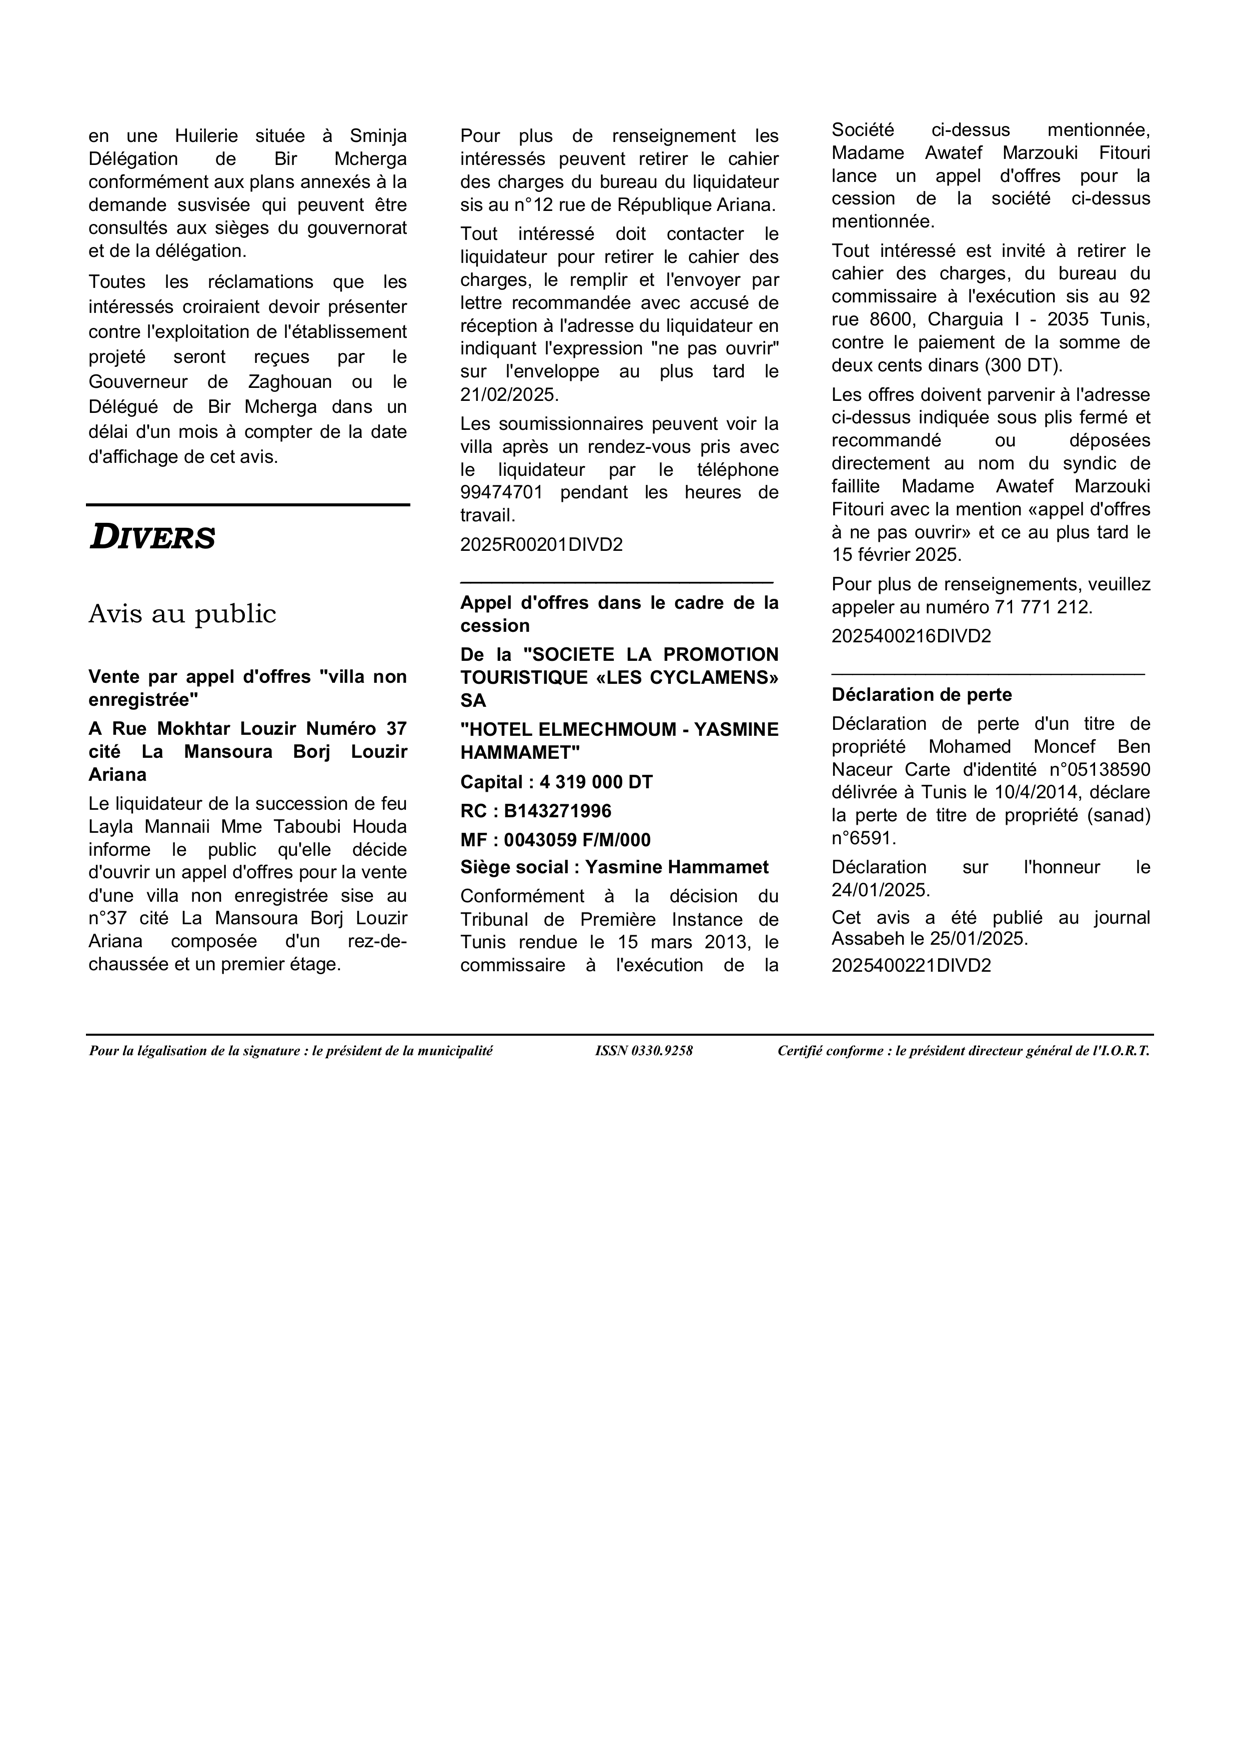 en une Huilerie située à Sminja
Délégation de Bir Mcherga
conformément aux plans annexés à la
demande susvisée qui peuvent être
consultés aux sièges du gouvernorat
et de la délégation.
Toutes les réclamations que les
intéressés croiraient devoir présenter
contre l'exploitation de l'établissement
projeté seront reçues par le
Gouverneur de Zaghouan ou le
Délégué de Bir Mcherga dans un
délai d'un mois à compter de la date
d'affichage de cet avis.
DIVERS
Avis au public
Vente par appel d'offres "villa non
enregistrée"
A Rue Mokhtar Louzir Numéro 37
cité La Mansoura Borj Louzir
Ariana
Le liquidateur de la succession de feu
Layla Mannaii Mme Taboubi Houda
informe le public qu'elle décide
d'ouvrir un appel d'offres pour la vente
d'une villa non enregistrée sise au
n°37 cité La Mansoura Borj Louzir
Ariana composée d'un rez-de-
chaussée et un premier étage.
Pour plus de renseignement les
intéressés peuvent retirer le cahier
des charges du bureau du liquidateur
sis au n°12 rue de République Ariana.
Tout intéressé doit contacter le
liquidateur pour retirer le cahier des
charges, le remplir et l'envoyer par
lettre recommandée avec accusé de
réception à l'adresse du liquidateur en
indiquant l'expression "ne pas ouvrir"
sur l'enveloppe au plus tard le
21/02/2025.
Les soumissionnaires peuvent voir la
villa après un rendez-vous pris avec
le liquidateur par le téléphone
99474701 pendant les heures de
travail.
2025R00201DIVD2
Appel d'offres dans le cadre de la
cession
De la "SOCIETE LA PROMOTION
TOURISTIQUE «LES CYCLAMENS»
SA
"HOTEL ELMECHMOUM - YASMINE
HAMMAMET"
Capital : 4 319 000 DT
RC : B143271996
MF : 0043059 F/M/000
Siège social : Yasmine Hammamet
Conformément à la décision du
Tribunal de Première Instance de
Tunis rendue le 15 mars 2013, le
commissaire à l'exécution de la
Société ci-dessus mentionnée,
Madame Awatef Marzouki Fitouri
lance un appel d'offres pour la
cession de la société ci-dessus
mentionnée.
Tout intéressé est invité à retirer le
cahier des charges, du bureau du
commissaire à l'exécution sis au 92
rue 8600, Charguia I - 2035 Tunis,
contre le paiement de la somme de
deux cents dinars (300 DT).
Les offres doivent parvenir à l'adresse
ci-dessus indiquée sous plis fermé et
recommandé ou déposées
directement au nom du syndic de
faillite Madame Awatef Marzouki
Fitouri avec la mention «appel d'offres
à ne pas ouvrir» et ce au plus tard le
15 février 2025.
Pour plus de renseignements, veuillez
appeler au numéro 71 771 212.
2025400216DIVD2
Déclaration de perte
Déclaration de perte d'un titre de
propriété Mohamed Moncef Ben
Naceur Carte d'identité n°05138590
délivrée à Tunis le 10/4/2014, déclare
la perte de titre de propriété (sanad)
n°6591.
Déclaration sur l'honneur le
24/01/2025.
Cet avis a été publié au journal
Assabeh le 25/01/2025.
2025400221DIVD2
Pour la légalisation de la signature : le président de la municipalité ISSN 0330.9258 Certifié conforme : le président directeur général de l'I.O.R.T.